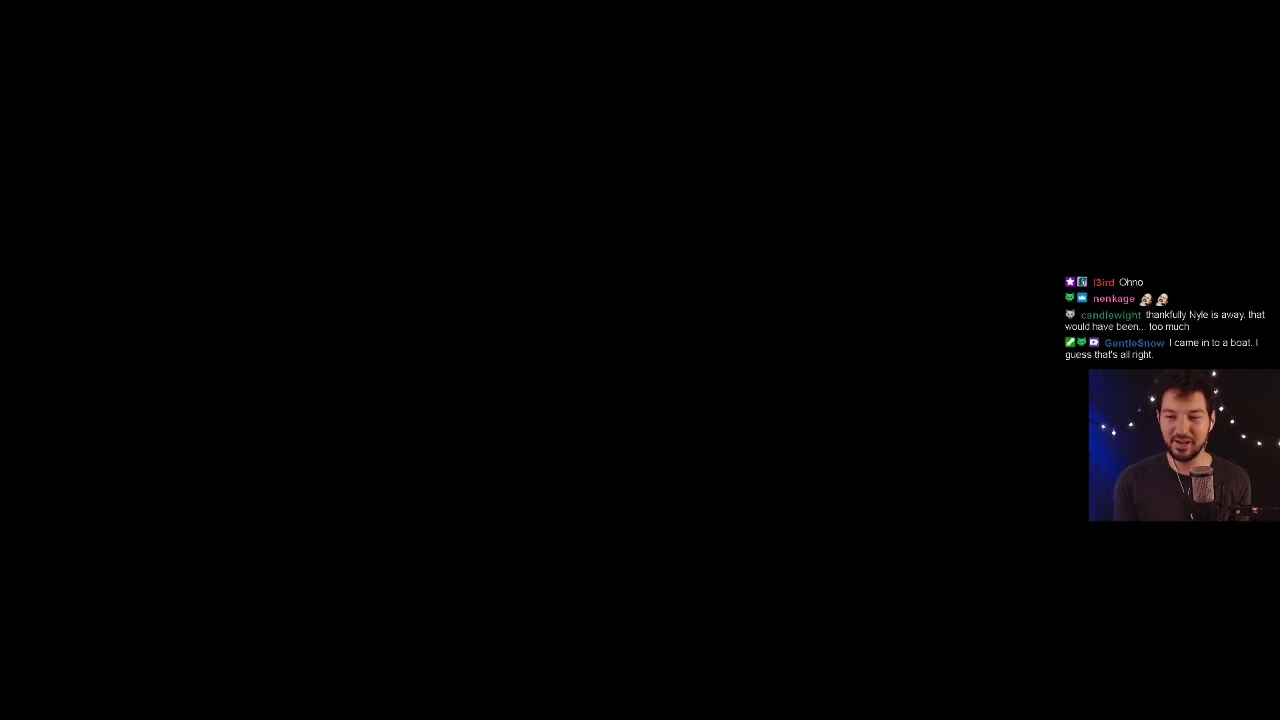 l3ird Ohno
nenkage
candlewight thankfully Nyle is away. that
would have been... too much
GentleSnow I came in to a boat. I
guess that's all right.